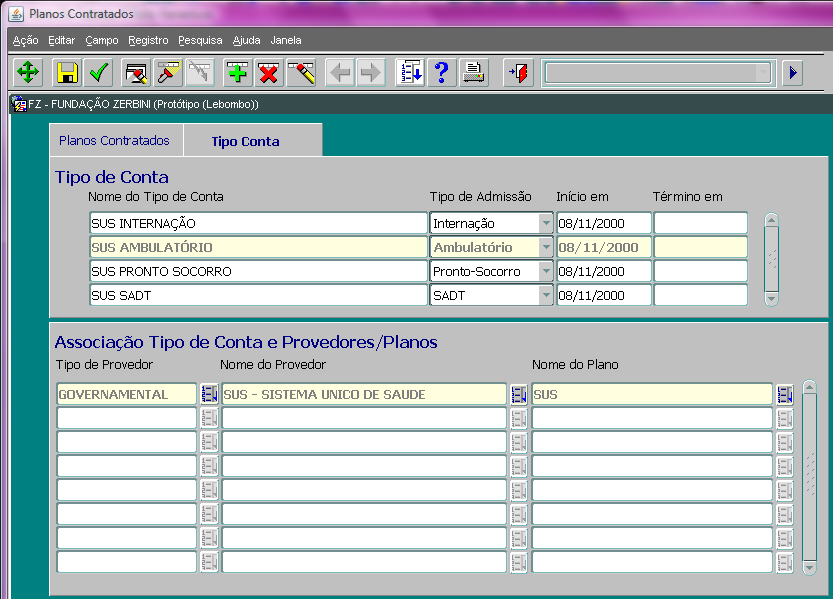 Planos Contratados
Ação Editar Campo Registro Pesquisa Ajuda Janela
FZ - FUNDAÇÃO ZERBINI (Protótipo (Lebombo))
Planos Contratados Tipo Conta
Tipo de Conta
Nome do Tipo de Conta Tipo de Admissão Início em Término em
SUS INTERNAÇÃO Internação 08/11/2000
SUS AMBULATÓRIO Ambulatório 08/11/2000
SUS PRONTO SOCORRO Pronto-Socorro 08/11/2000
SUS SADT SADT 08/11/2000
Associação Tipo de Conta e Provedores/Planos
Tipo de Provedor Nome do Provedor Nome do Plano
GOVERNAMENTAL SUS - SISTEMA UNICO DE SAUDE SUS